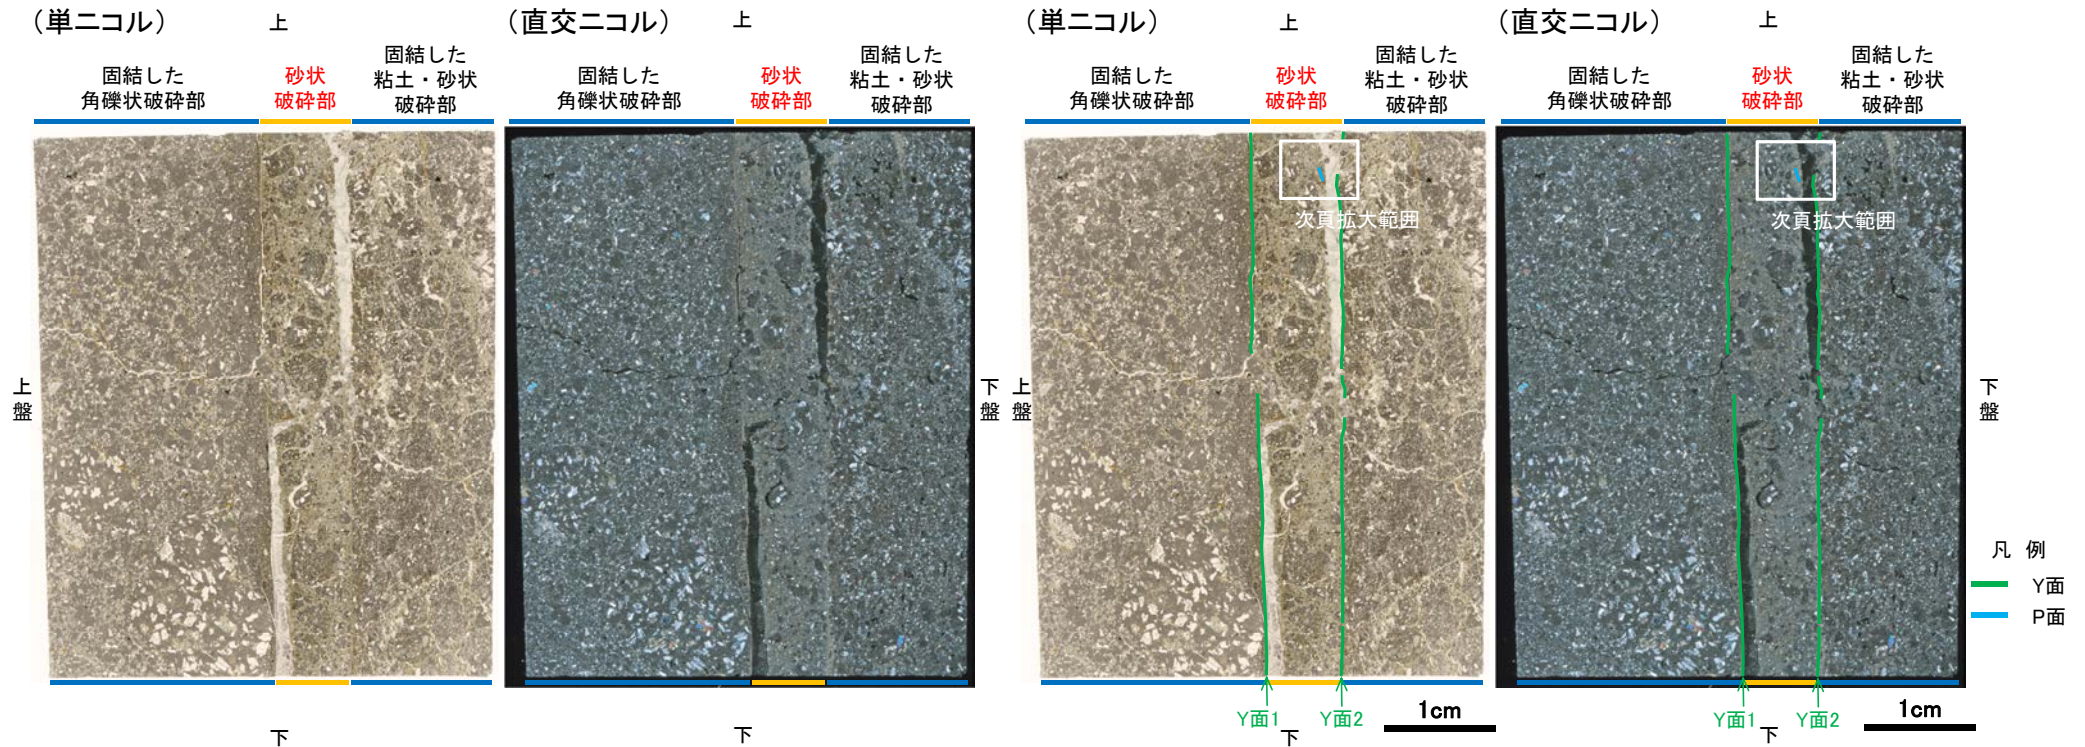 (単ニコル)
上
固結した
角礫状破砕部
砂状
破砕部
固結した
粘土・砂状
破砕部
(直交ニコル)
上
固結した
角礫状破砕部
砂状
破砕部
固結した
粘土・砂状
破砕部
(単ニコル)
上
固結した
角礫状破砕部
砂状
破砕部
固結した
粘土・砂状
破砕部
(直交ニコル)
上
固結した
角礫状破砕部
砂状
破砕部
固結した
粘土・砂状
破砕部
次頁拡大範囲
次頁拡大範囲
上盤
下盤
上盤
下盤
凡 例
Y面
P面
Y面1
Y面2
1cm
Y面1
Y面2
1cm
下
下
下
下